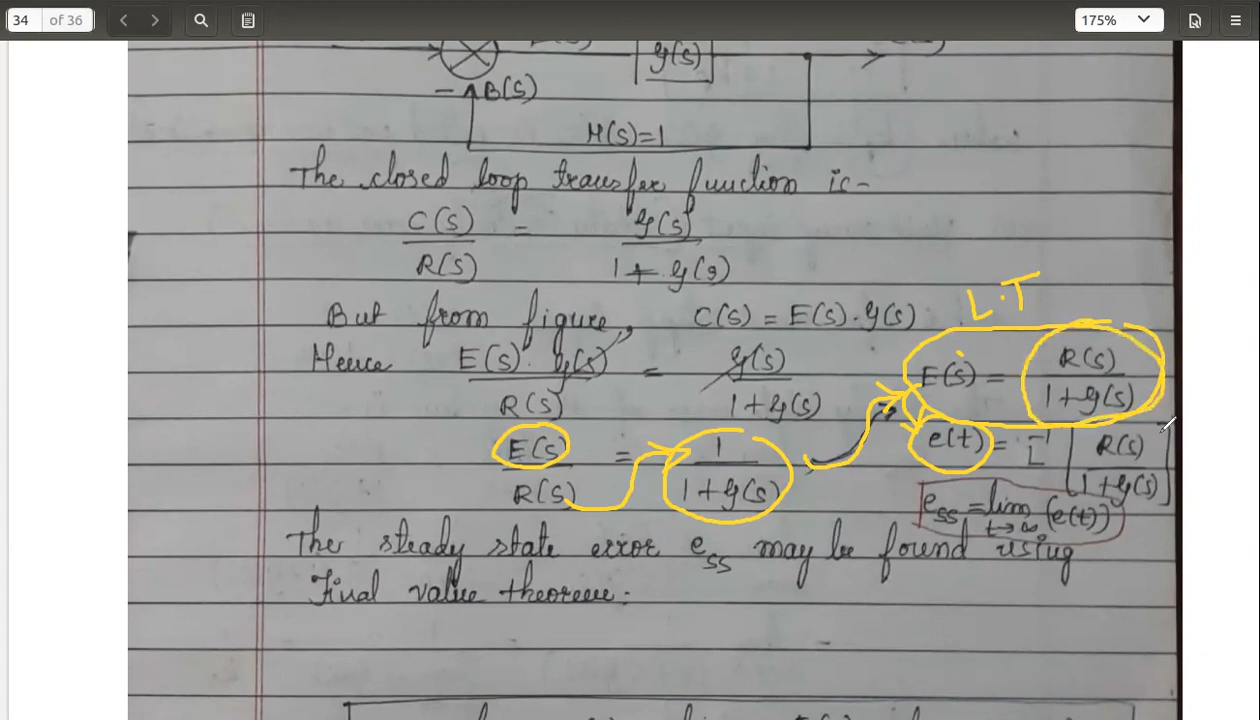 34 of 36
175%
G(s)
- B(S)
H(S)=1
The closed loop transfer function is-
C(S) / R(S) = G(S) / 1+G(s)
L.T
But from figure, C(S) = E(S).G(S)
Hence E(S). G(S) / R(S) = G(S) / 1+G(S)
E(S) = R(S) / 1+G(S)
E(S) / R(S) = 1 / 1+G(S)
e(t) = L⁻¹ [R(S) / 1+G(S)]
ess = lim t→∞ (e(t))
The steady state error ess may be found using
Final value theorem: